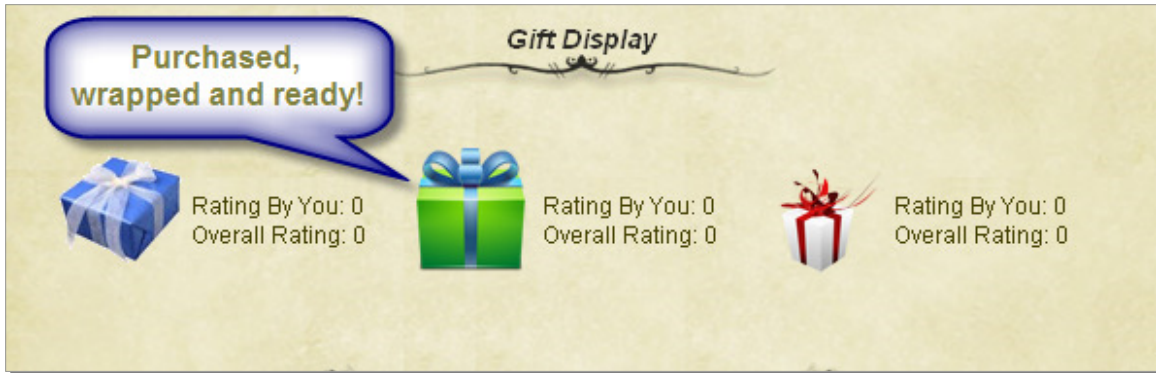 Gift Display
Purchased,
wrapped and ready!
Rating By You: 0
Overall Rating: 0
Rating By You: 0
Overall Rating: 0
Rating By You: 0
Overall Rating: 0